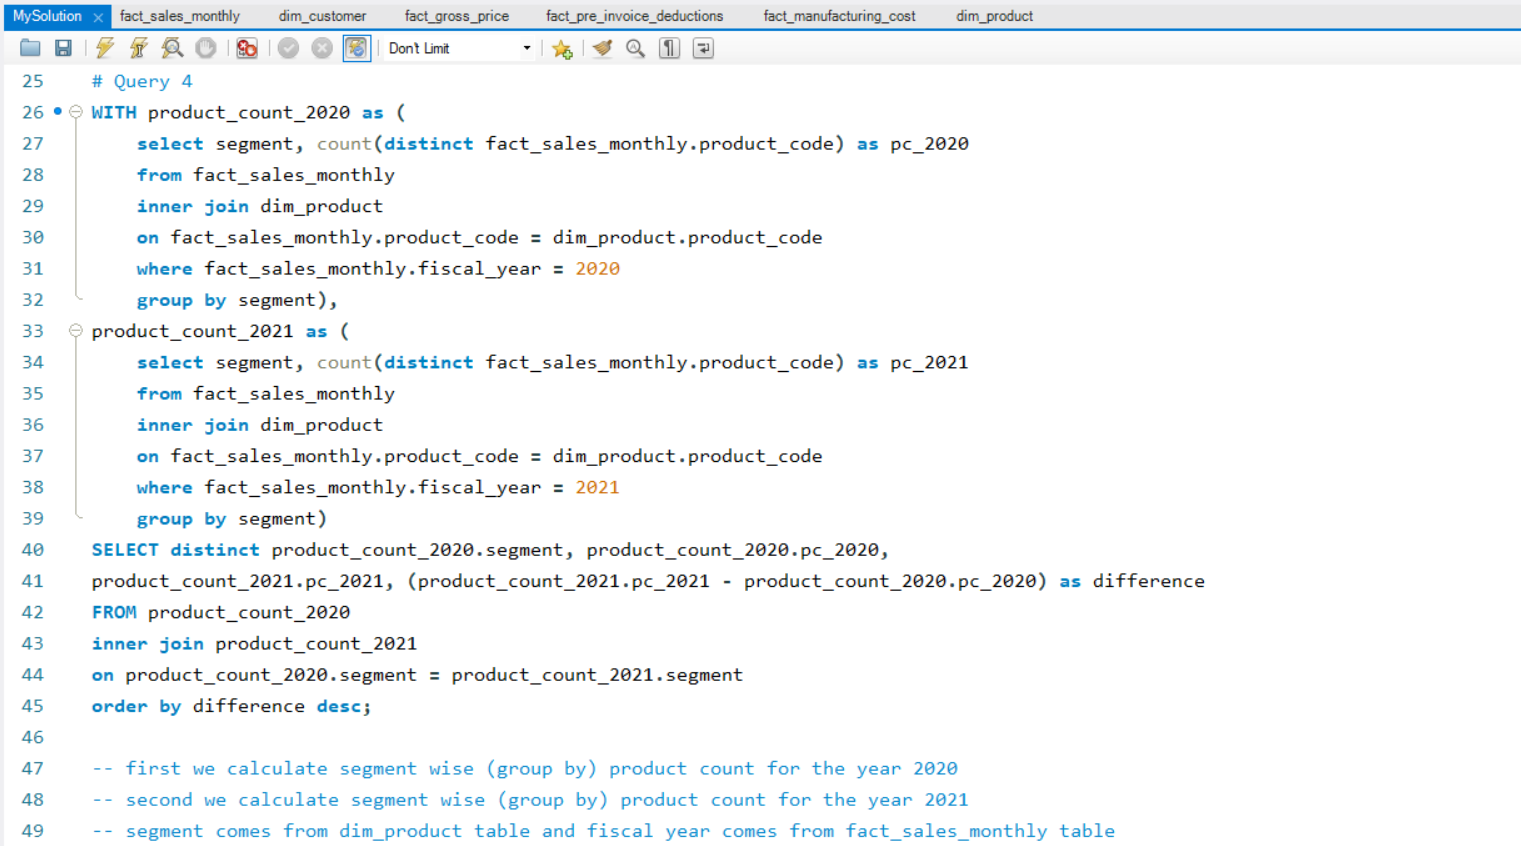 MySolution × fact_sales_monthly dim_customer fact_gross_price fact_pre_invoice_deductions fact_manufacturing_cost dim_product
Don't Limit
25 # Query 4
26 WITH product_count_2020 as (
27 select segment, count(distinct fact_sales_monthly.product_code) as pc_2020
28 from fact_sales_monthly
29 inner join dim_product
30 on fact_sales_monthly.product_code = dim_product.product_code
31 where fact_sales_monthly.fiscal_year = 2020
32 group by segment),
33 product_count_2021 as (
34 select segment, count(distinct fact_sales_monthly.product_code) as pc_2021
35 from fact_sales_monthly
36 inner join dim_product
37 on fact_sales_monthly.product_code = dim_product.product_code
38 where fact_sales_monthly.fiscal_year = 2021
39 group by segment)
40 SELECT distinct product_count_2020.segment, product_count_2020.pc_2020,
41 product_count_2021.pc_2021, (product_count_2021.pc_2021 - product_count_2020.pc_2020) as difference
42 FROM product_count_2020
43 inner join product_count_2021
44 on product_count_2020.segment = product_count_2021.segment
45 order by difference desc;
46
47 -- first we calculate segment wise (group by) product count for the year 2020
48 -- second we calculate segment wise (group by) product count for the year 2021
49 -- segment comes from dim_product table and fiscal year comes from fact_sales_monthly table